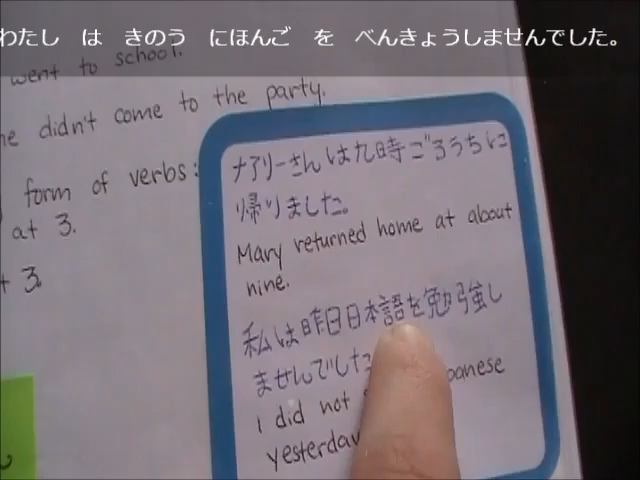 わたし は きのう にほんご を べんきょうしませんでした。
went to school.
he didn't come to the party.
form of verbs:
at 3.
3
メアリーさんは九時ごろうちに
帰りました。
Mary returned home at about
nine.
私は昨日日本語を勉強し
ませんでした
I did not
yesterday